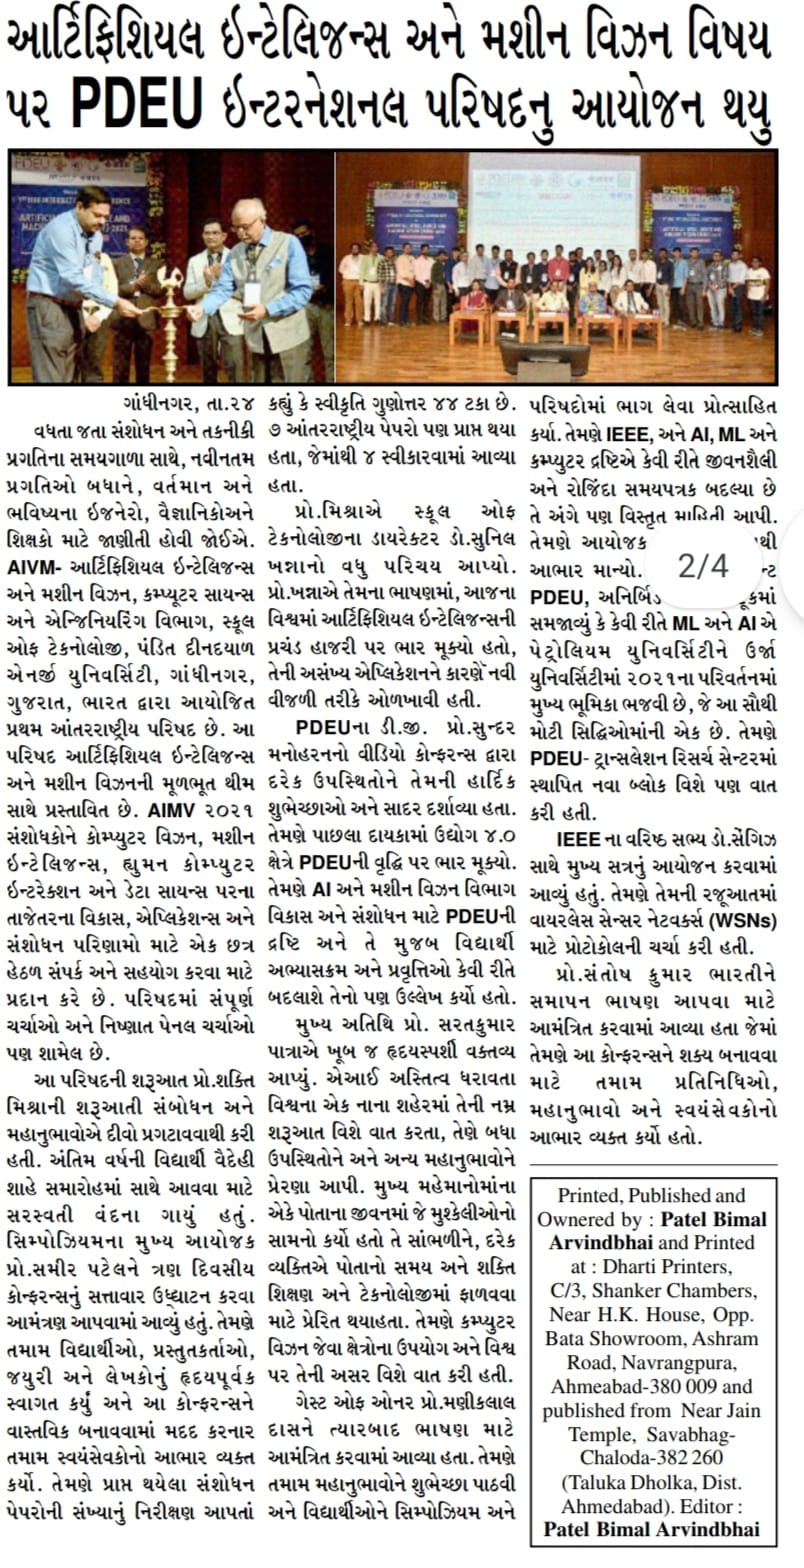 આર્ટિફિશિયલ ઇન્ટેલિજન્સ અને મશીન વિઝન વિષય
પર PDEU ઇન્ટરનેશનલ પરિષદનુ આયોજન થયુ
ગાંધીનગર, તા.૨૪
વધતા જતા સંશોધન અને તકનીકી
પ્રગતિના સમયગાળા સાથે, નવીનતમ
પ્રગતિઓ બધાને, વર્તમાન અને
ભવિષ્યના ઇજનેરો, વૈજ્ઞાનિકોઅને
શિક્ષકો માટે જાણીતી હોવી જોઈએ.
AIVM- આર્ટિફિશિયલ ઇન્ટેલિજન્સ
અને મશીન વિઝન, કમ્પ્યૂટર સાયન્સ
અને એન્જિનિયરિંગ વિભાગ, સ્કૂલ
ઓફ ટેકનોલોજી, પંડિત દીનદયાળ
એનર્જી યુનિવર્સિટી, ગાંધીનગર,
ગુજરાત, ભારત દ્વારા આયોજિત
પ્રથમ આંતરરાષ્ટ્રીય પરિષદ છે. આ
પરિષદ આર્ટિફિશિયલ ઇન્ટેલિજન્સ
અને મશીન વિઝનની મૂળભૂત થીમ
સાથે પ્રસ્તાવિત છે. AIMV ૨૦૨૧
સંશોધકોને કોમ્પ્યુટર વિઝન, મશીન
ઇન્ટેલિજન્સ, હ્યુમન કોમ્પ્યુટર
ઇન્ટરેક્શન અને ડેટા સાયન્સ પરના
તાજેતરના વિકાસ, એપ્લિકેશન્સ અને
સંશોધન પરિણામો માટે એક છત્ર
હેઠળ સંપર્ક અને સહયોગ કરવા માટે
પ્રદાન કરે છે. પરિષદમાં સંપૂર્ણ
ચર્ચાઓ અને નિષ્ણાત પેનલ ચર્ચાઓ
પણ શામેલ છે.
આ પરિષદની શરૂઆત પ્રો.શક્તિ
મિશ્રાની શરૂઆતી સંબોધન અને
મહાનુભાવોએ દીવો પ્રગટાવવાથી કરી
હતી. અંતિમ વર્ષની વિદ્યાર્થી વૈદેહી
શાહે સમારોહમાં સાથે આવવા માટે
સરસ્વતી વંદના ગાયું હતું.
સિમ્પોઝિયમના મુખ્ય આયોજક
પ્રો.સમીર પટેલને ત્રણ દિવસીય
કોન્ફરન્સનું સત્તાવાર ઉદ્ઘાટન કરવા
આમંત્રણ આપવામાં આવ્યું હતું. તેમણે
તમામ વિદ્યાર્થીઓ, પ્રસ્તુતકર્તાઓ,
જયુરી અને લેખકોનું હૃદયપૂર્વક
સ્વાગત કર્યું અને આ કોન્ફરન્સને
વાસ્તવિક બનાવવામાં મદદ કરનાર
તમામ સ્વયંસેવકોનો આભાર વ્યક્ત
કર્યો. તેમણે પ્રાપ્ત થયેલા સંશોધન
પેપરોની સંખ્યાનું નિરીક્ષણ આપતાં
કહ્યું કે સ્વીકૃતિ ગુણોત્તર ૪૪ ટકા છે.
૭ આંતરરાષ્ટ્રીય પેપરો પણ પ્રાપ્ત થયા
હતા, જેમાંથી ૪ સ્વીકારવામાં આવ્યા
હતા.
પ્રો.મિશ્રાએ સ્કૂલ ઓફ
ટેકનોલોજીના ડાયરેક્ટર ડો.સુનિલ
ખન્નાનો વધુ પરિચય આપ્યો.
પ્રો.ખન્નાએ તેમના ભાષણમાં, આજના
વિશ્વમાં આર્ટિફિશિયલ ઇન્ટેલિજન્સની
પ્રચંડ હાજરી પર ભાર મૂક્યો હતો,
તેની અસંખ્ય એપ્લિકેશનને કારણે નવી
વીજળી તરીકે ઓળખાવી હતી.
PDEUના ડી.જી. પ્રો.સુન્દર
મનોહરનનો વીડિયો કોન્ફરન્સ દ્વારા
દરેક ઉપસ્થિતોને તેમની હાર્દિક
શુભેચ્છાઓ અને સાદર દર્શાવ્યા હતા.
તેમણે પાછલા દાયકામાં ઉદ્યોગ ૪.૦
ક્ષેત્રે PDEUની વૃદ્ધિ પર ભાર મૂક્યો.
તેમણે AI અને મશીન વિઝન વિભાગ
વિકાસ અને સંશોધન માટે PDEUની
દ્રષ્ટિ અને તે મુજબ વિદ્યાર્થી
અભ્યાસક્રમ અને પ્રવૃત્તિઓ કેવી રીતે
બદલાશે તેનો પણ ઉલ્લેખ કર્યો હતો.
મુખ્ય અતિથિ પ્રો. સરતકુમાર
પાત્રાએ ખૂબ જ હૃદયસ્પર્શી વક્તવ્ય
આપ્યું. એઆઈ અસ્તિત્વ ધરાવતા
વિશ્વના એક નાના શહેરમાં તેની નમ્ર
શરૂઆત વિશે વાત કરતા, તેણે બધા
ઉપસ્થિતોને અને અન્ય મહાનુભાવોને
પ્રેરણા આપી. મુખ્ય મહેમાનોમાંના
એકે પોતાના જીવનમાં જે મુશ્કેલીઓનો
સામનો કર્યો હતો તે સાંભળીને, દરેક
વ્યક્તિએ પોતાનો સમય અને શક્તિ
શિક્ષણ અને ટેકનોલોજીમાં ફાળવવા
માટે પ્રેરિત થયાહતા. તેમણે કમ્પ્યુટર
વિઝન જેવા ક્ષેત્રોના ઉપયોગ અને વિશ્વ
પર તેની અસર વિશે વાત કરી હતી.
ગેસ્ટ ઓફ ઓનર પ્રો.મણીકલાલ
દાસને ત્યારબાદ ભાષણ માટે
આમંત્રિત કરવામાં આવ્યા હતા. તેમણે
તમામ મહાનુભાવોને શુભેચ્છા પાઠવી
અને વિદ્યાર્થીઓને સિમ્પોઝિયમ અને
પરિષદોમાં ભાગ લેવા પ્રોત્સાહિત
કર્યા. તેમણે IEEE, અને AI, ML અને
કમ્પ્યુટર દ્રષ્ટિએ કેવી રીતે જીવનશૈલી
અને રોજિંદા સમયપત્રક બદલ્યા છે
તે અંગે પણ વિસ્તૃત માહિતી આપી.
તેમણે આયોજક
આભાર માન્યો. 2/4
PDEU,
સમજાવ્યું કે કેવી રીતે ML અને AI એ
પેટ્રોલિયમ યુનિવર્સિટીને ઉર્જા
યુનિવર્સિટીમાં ૨૦૨૧ના પરિવર્તનમાં
મુખ્ય ભૂમિકા ભજવી છે, જે આ સૌથી
મોટી સિદ્ધિઓમાંની એક છે. તેમણે
PDEU- ટ્રાન્સલેશન રિસર્ચ સેન્ટરમાં
સ્થાપિત નવા બ્લોક વિશે પણ વાત
કરી હતી.
IEEE ના વરિષ્ઠ સભ્ય ડો.સેંગિઝ
સાથે મુખ્ય સત્રનું આયોજન કરવામાં
આવ્યું હતું. તેમણે તેમની રજૂઆતમાં
વાયરલેસ સેન્સર નેટવર્ક્સ (WSNs)
માટે પ્રોટોકોલની ચર્ચા કરી હતી.
પ્રો.સંતોષ કુમાર ભારતીને
સમાપન ભાષણ આપવા માટે
આમંત્રિત કરવામાં આવ્યા હતા જેમાં
તેમણે આ કોન્ફરન્સને શક્ય બનાવવા
માટે તમામ પ્રતિનિધિઓ,
મહાનુભાવો અને સ્વયંસેવકોનો
આભાર વ્યક્ત કર્યો હતો.
Printed, Published and
Ownered by : Patel Bimal
Arvindbhai and Printed
at : Dharti Printers,
C/3, Shanker Chambers,
Near H.K. House, Opp.
Bata Showroom, Ashram
Road, Navrangpura,
Ahmeabad-380 009 and
published from Near Jain
Temple, Savabhag-
Chaloda-382 260
(Taluka Dholka, Dist.
Ahmedabad). Editor :
Patel Bimal Arvindbhai